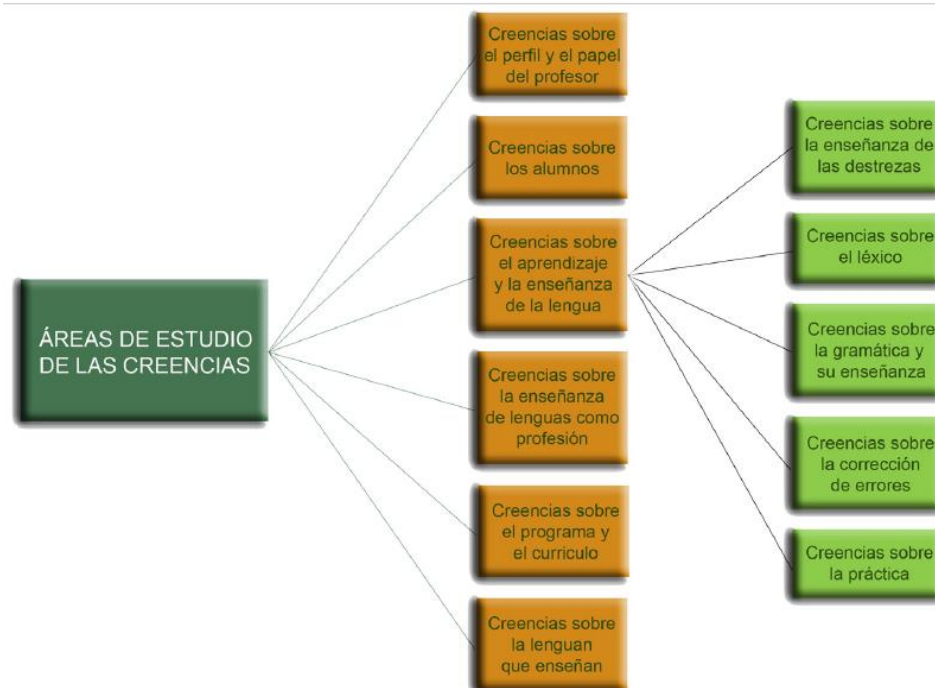 ÁREAS DE ESTUDIO
DE LAS CREENCIAS
Creencias sobre
el perfil y el papel
del profesor
Creencias sobre
los alumnos
Creencias sobre
el aprendizaje
y la enseñanza
de la lengua
Creencias sobre
la enseñanza
de lenguas como
profesión
Creencias sobre
el programa y
el curriculo
Creencias sobre
la lenguan
que enseñan
Creencias sobre
la enseñanza de
las destrezas
Creencias sobre
el léxico
Creencias sobre
la gramática y
su enseñanza
Creencias sobre
la corrección
de errores
Creencias sobre
la práctica